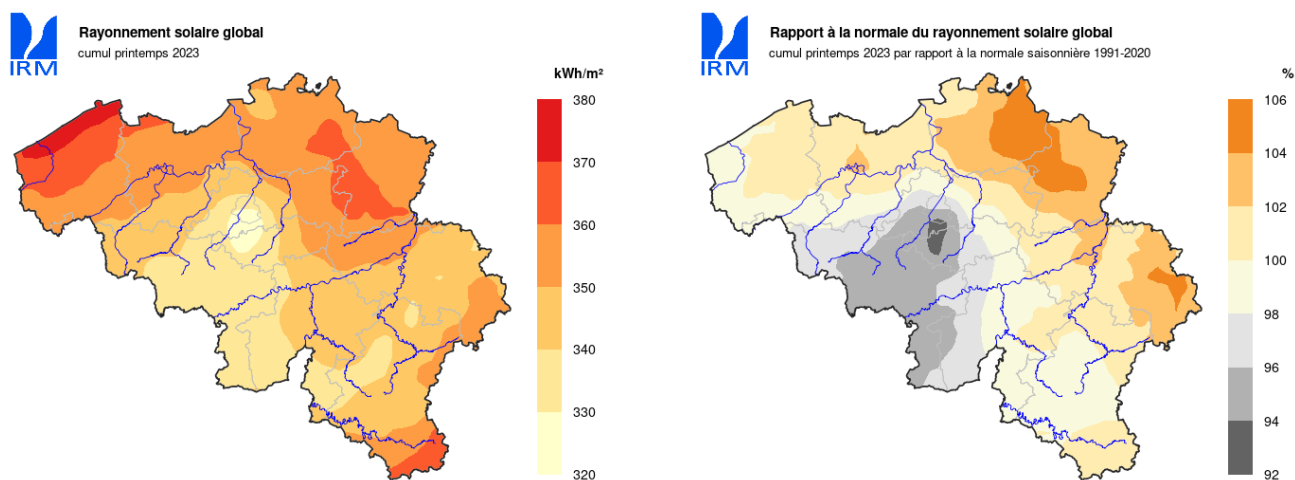 IRM
Rayonnement solaire global
cumul printemps 2023
kWh/m²
380
370
360
350
340
330
320
IRM
Rapport à la normale du rayonnement solaire global
cumul printemps 2023 par rapport à la normale saisonnière 1991-2020
%
106
104
102
100
98
96
94
92